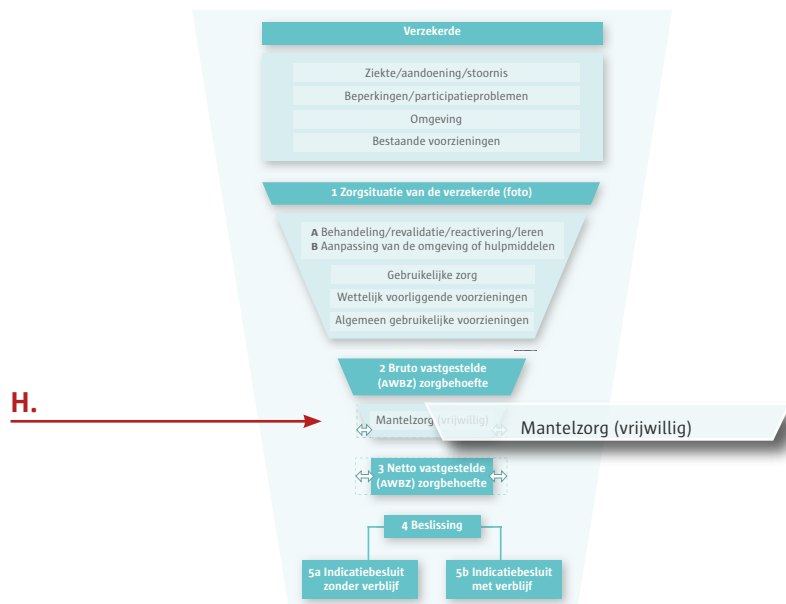 Verzekerde
Ziekte/aandoening/stoornis
Beperkingen/participatieproblemen
Omgeving
Bestaande voorzieningen
1 Zorgsituatie van de verzekerde (foto)
A Behandeling/revalidatie/reactivering/leren
B Aanpassing van de omgeving of hulpmiddelen
Gebruikelijke zorg
Wettelijk voorliggende voorzieningen
Algemeen gebruikelijke voorzieningen
2 Bruto vastgestelde
(AWBZ) zorgbehoefte
H.
Mantelzorg (vrijwillig)
Mantelzorg (vrijwillig)
3 Netto vastgestelde
(AWBZ) zorgbehoefte
4 Beslissing
5a Indicatiebesluit
zonder verblijf
5b Indicatiebesluit
met verblijf